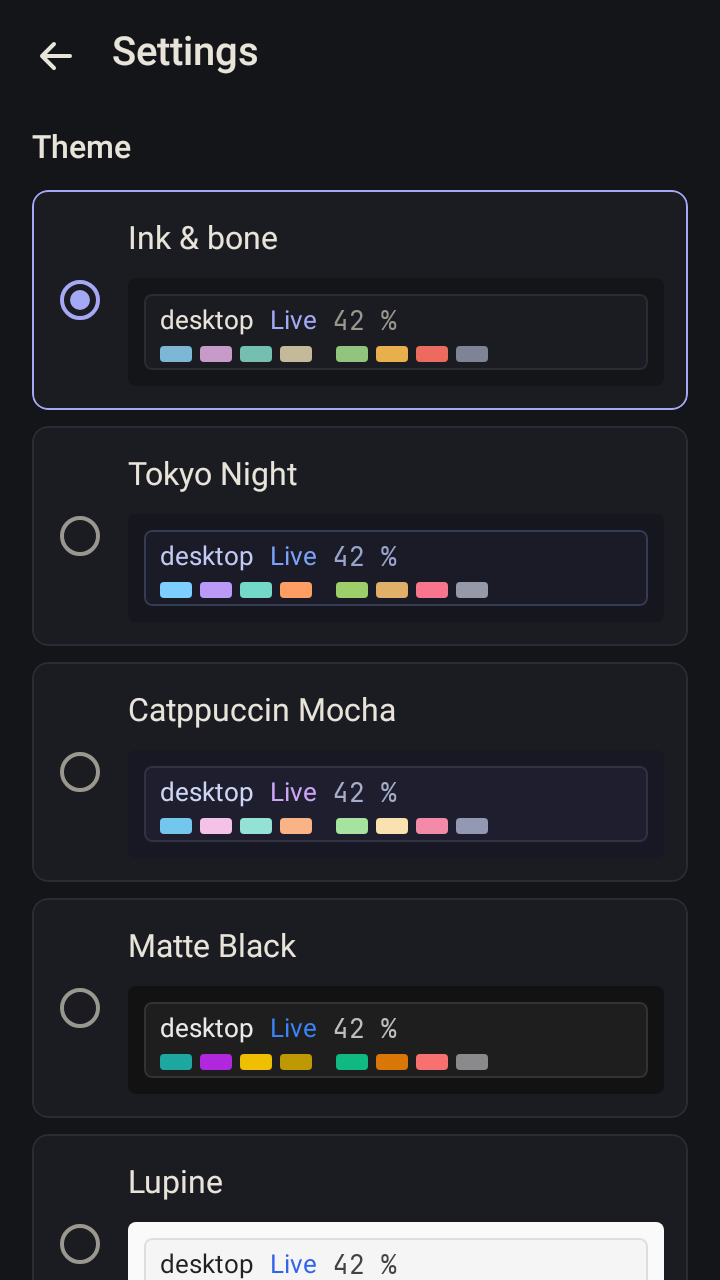 Settings
Theme
Ink & bone
desktop Live 42 %
Tokyo Night
desktop Live 42 %
Catppuccin Mocha
desktop Live 42 %
Matte Black
desktop Live 42 %
Lupine
desktop Live 42 %